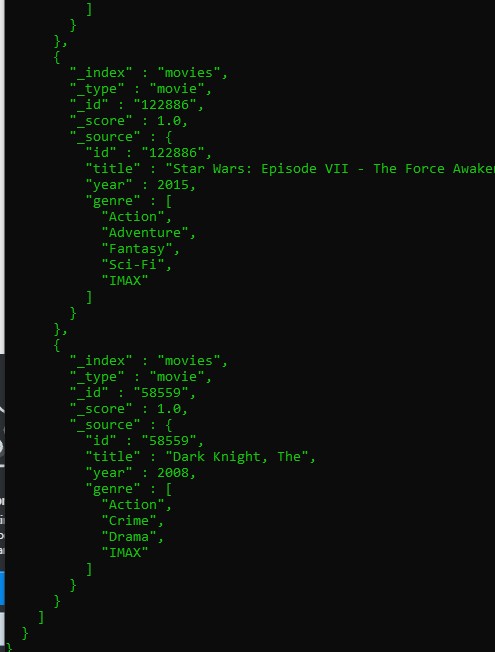 ]
}
},
{
"_index" : "movies",
"_type" : "movie",
"_id" : "122886",
"_score" : 1.0,
"_source" : {
"id" : "122886",
"title" : "Star Wars: Episode VII - The Force
"year" : 2015,
"genre" : [
"Action",
"Adventure",
"Fantasy",
"Sci-Fi",
"IMAX"
]
}
},
{
"_index" : "movies",
"_type" : "movie",
"_id" : "58559",
"_score" : 1.0,
"_source" : {
"id" : "58559",
"title" : "Dark Knight, The",
"year" : 2008,
"genre" : [
"Action",
"Crime",
"Drama",
"IMAX"
]
}
}
]
}
}